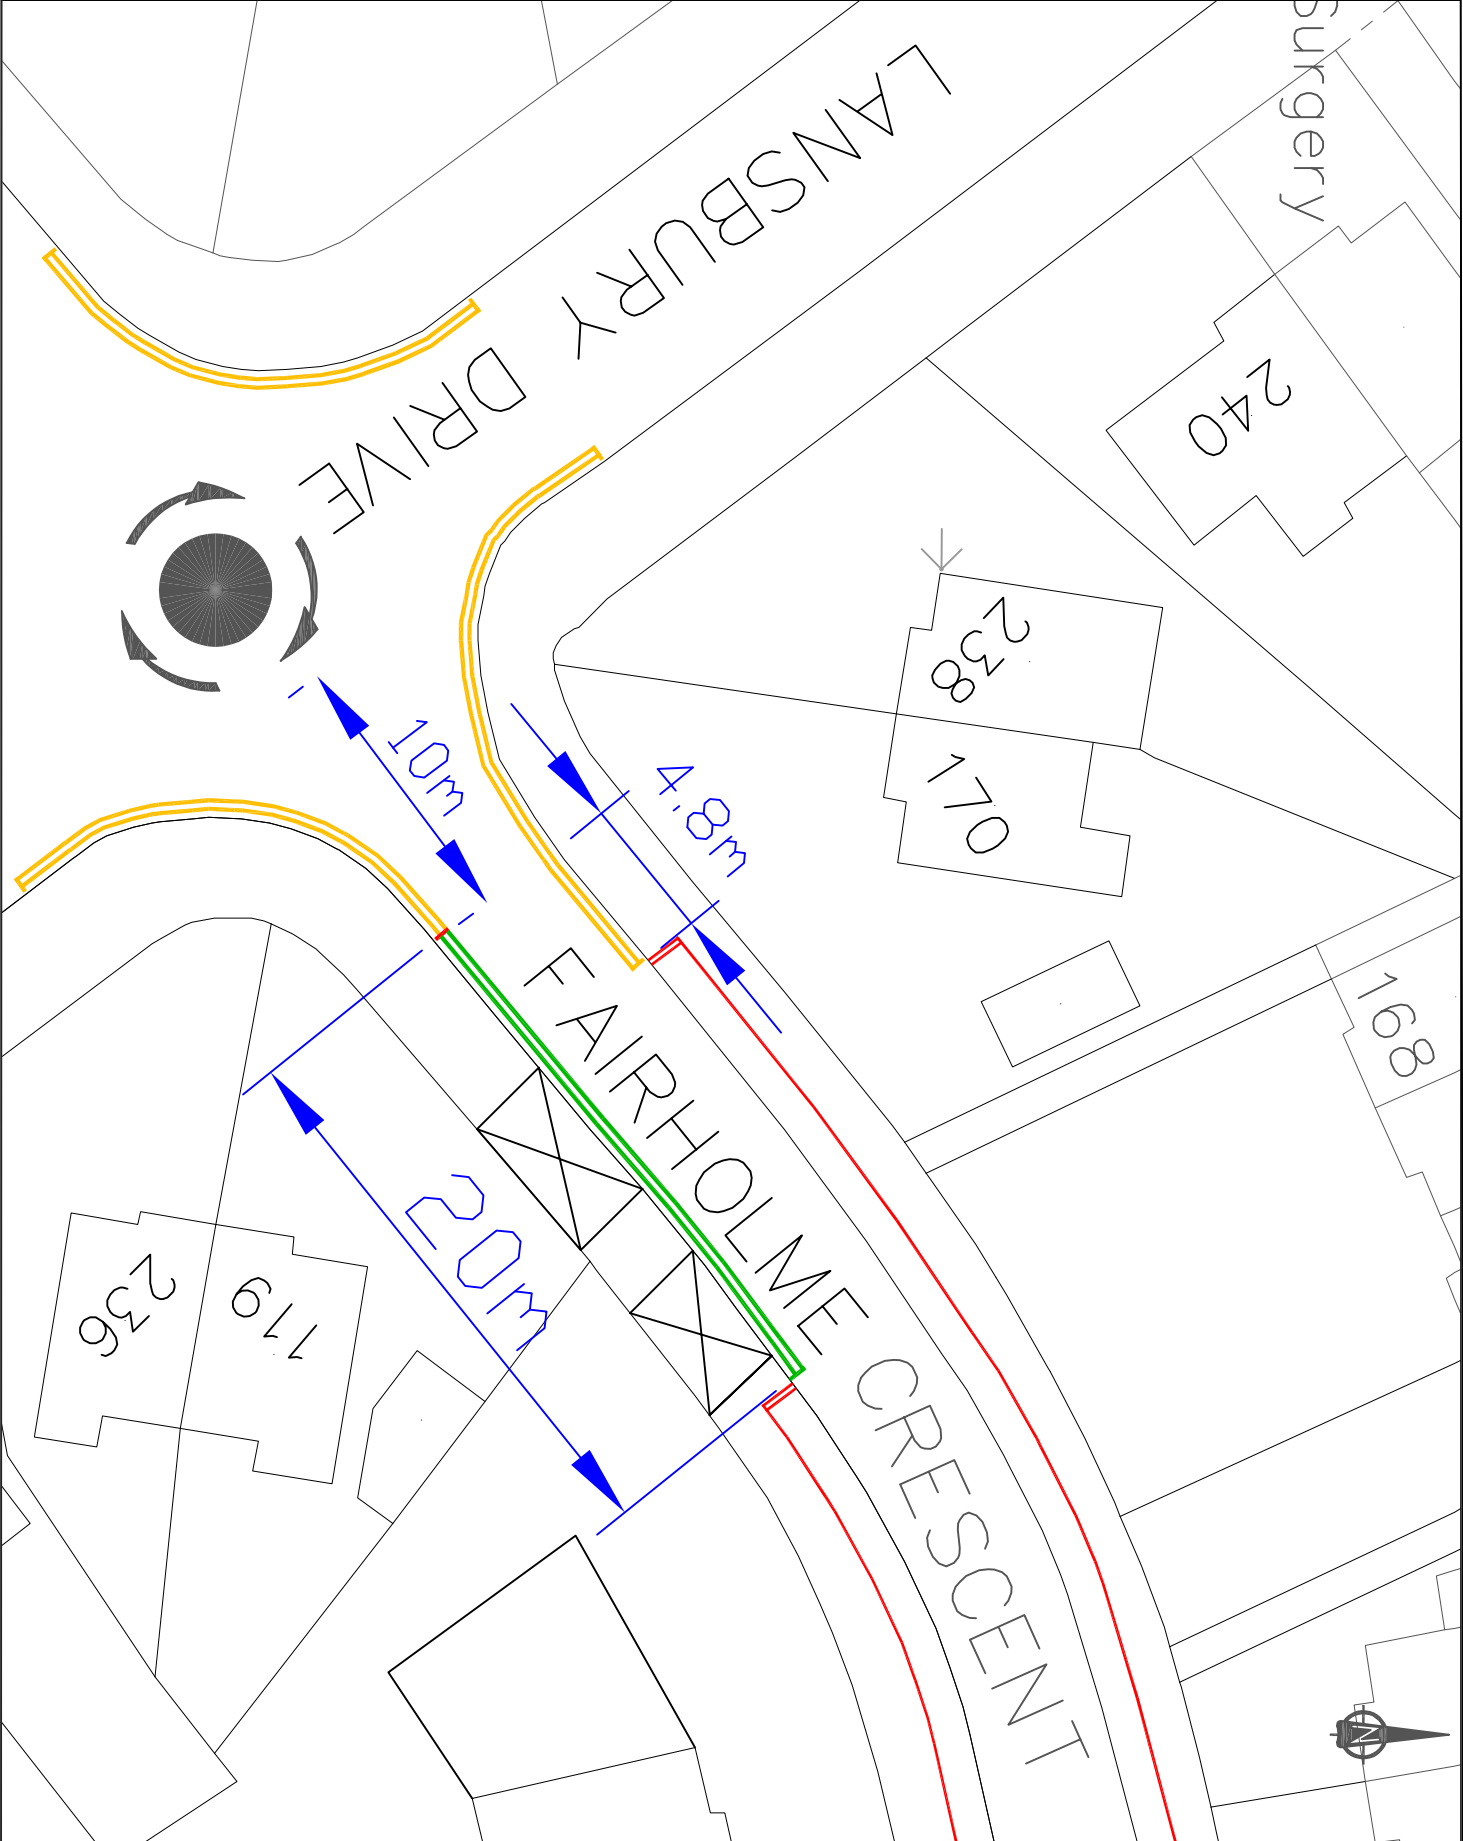 Surgery
LANSBURY DRIVE
240
238
170
10m
4.8m
FAIRHOLME CRESCENT
168
20m
236
119
N